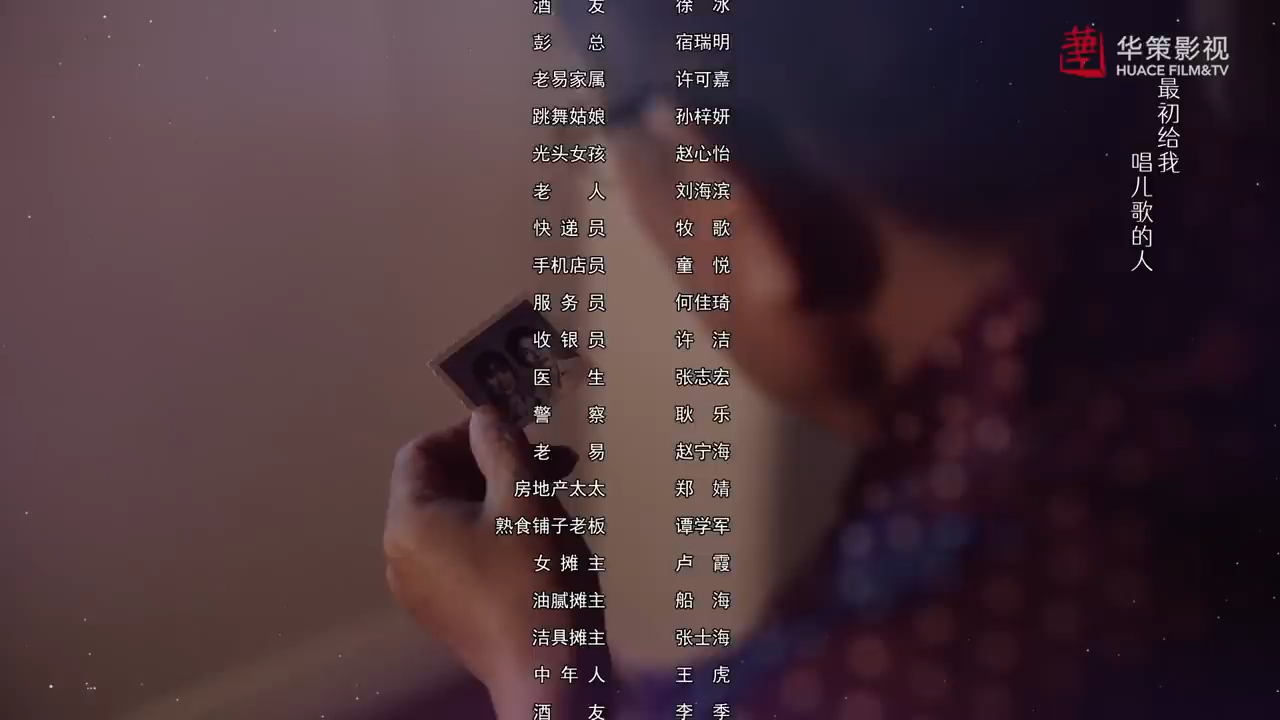 酒 友 徐 冰
彭 总 宿瑞明
老易家属 许可嘉
跳舞姑娘 孙梓妍
光头女孩 赵心怡
老 人 刘海滨
快 递 员 牧 歌
手机店员 童 悦
服 务 员 何佳琦
收 银 员 许 洁
医 生 张志宏
警 察 耿 乐
老 易 赵宁海
房地产太太 郑 婧
熟食铺子老板 谭学军
女 摊 主 卢 霞
油腻摊主 船 海
洁具摊主 张士海
中 年 人 王 虎
酒 友 李 季
華 华策影视
HUACE FILM&TV
最初给我
唱儿歌的人